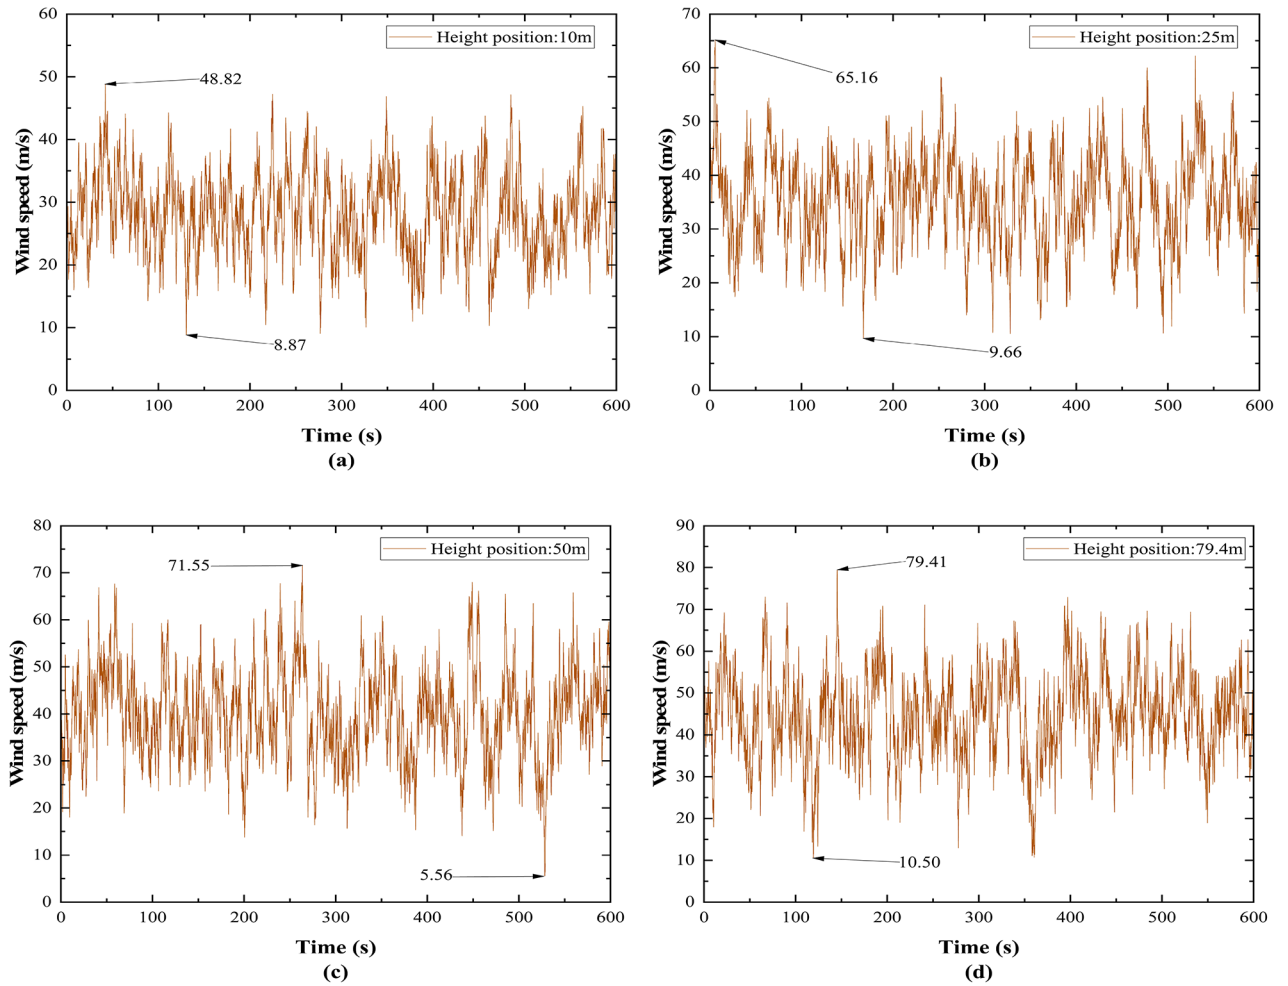 (a)
Height position:10m
60
50
40
30
20
10
0
Wind speed (m/s)
48.82
8.87
0 100 200 300 400 500 600
Time (s)
(a)
Height position:25m
70
60
50
40
30
20
10
0
Wind speed (m/s)
65.16
9.66
0 100 200 300 400 500 600
Time (s)
(b)
Height position:50m
80
70
60
50
40
30
20
10
0
Wind speed (m/s)
71.55
5.56
0 100 200 300 400 500 600
Time (s)
(c)
Height position:79.4m
90
80
70
60
50
40
30
20
10
0
Wind speed (m/s)
79.41
10.50
0 100 200 300 400 500 600
Time (s)
(d)